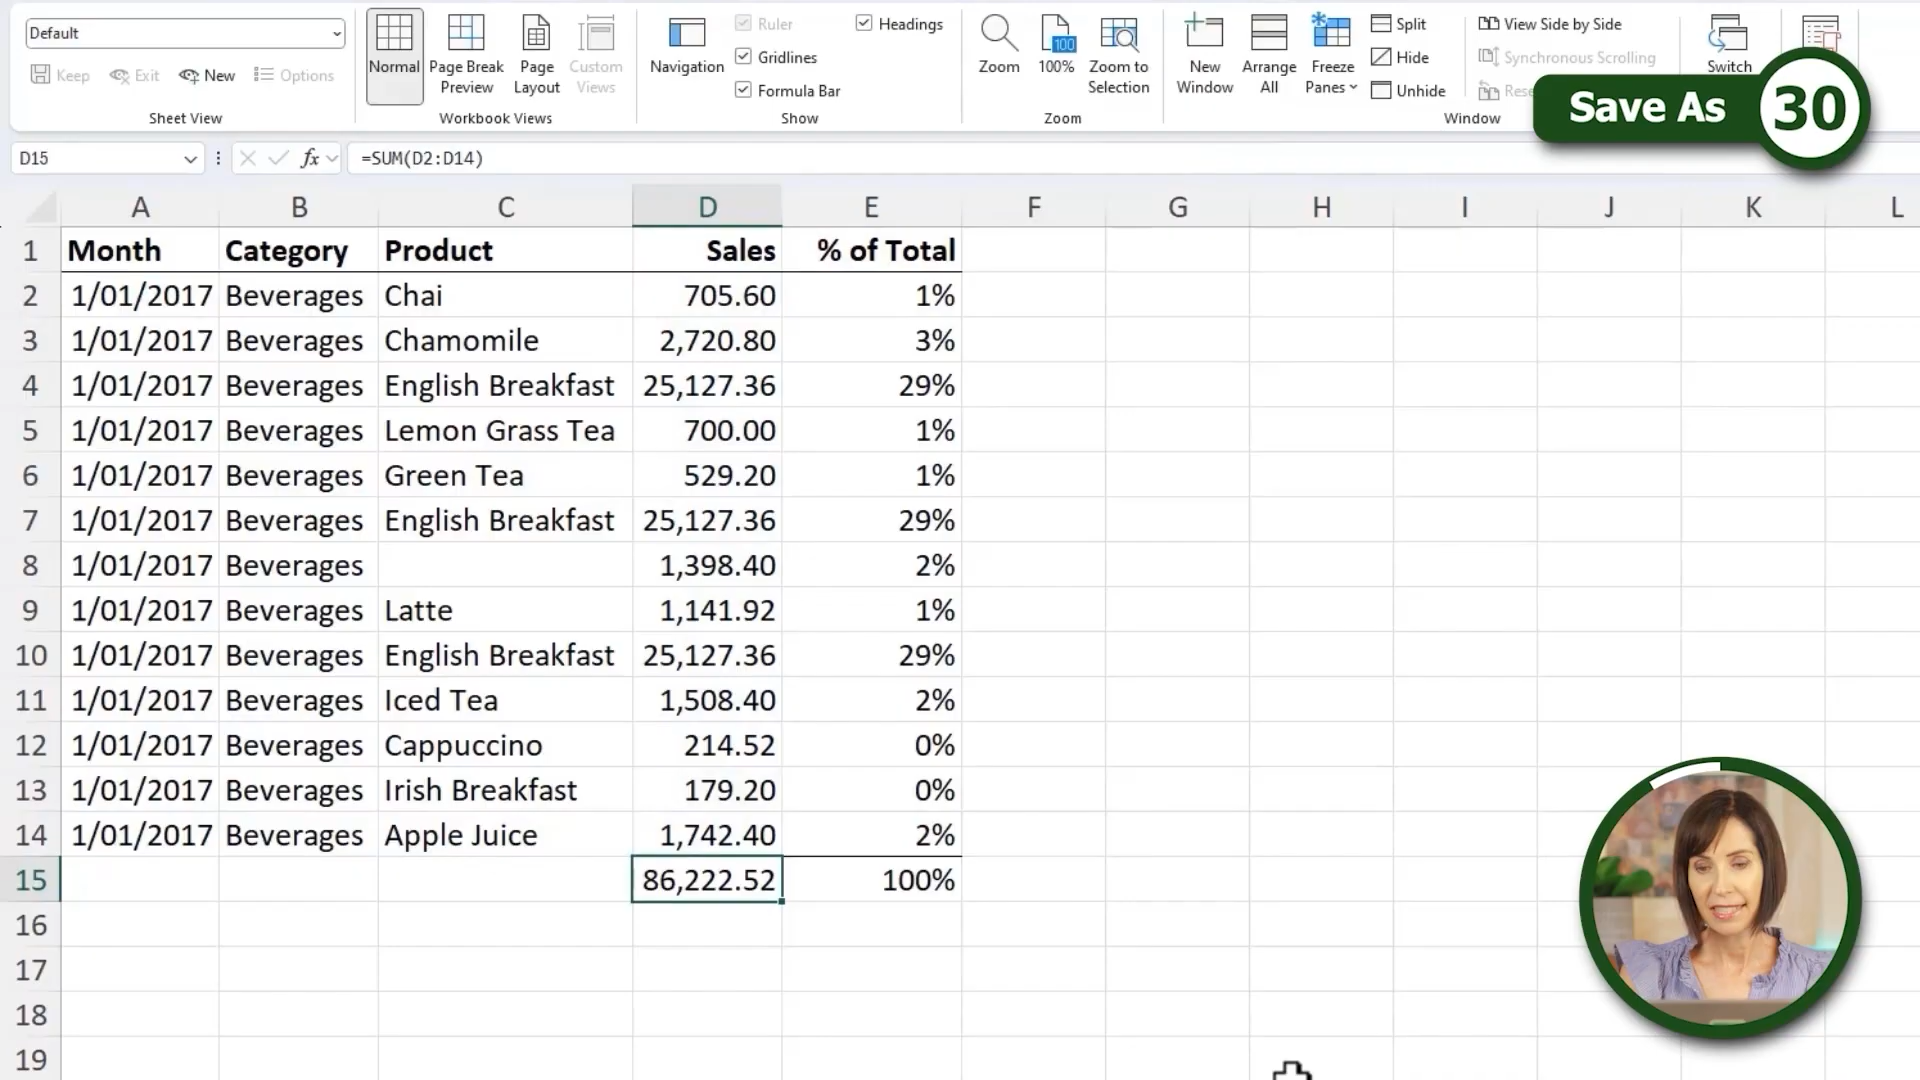 Default
Keep Exit New Options
Sheet View
Normal
Page Break
Preview
Page
Layout
Custom
Views
Workbook Views
Navigation
Ruler
Gridlines
Formula Bar
Headings
Show
Zoom
100
100%
Zoom to
Selection
Zoom
New
Window
Arrange
All
Freeze
Panes
Split
Hide
Unhide
View Side by Side
Synchronous Scrolling
Window
Switch
Save As 30
D15 fx =SUM(D2:D14)
A B C D E F G H I J K L
1 Month Category Product Sales % of Total
2 1/01/2017 Beverages Chai 705.60 1%
3 1/01/2017 Beverages Chamomile 2,720.80 3%
4 1/01/2017 Beverages English Breakfast 25,127.36 29%
5 1/01/2017 Beverages Lemon Grass Tea 700.00 1%
6 1/01/2017 Beverages Green Tea 529.20 1%
7 1/01/2017 Beverages English Breakfast 25,127.36 29%
8 1/01/2017 Beverages 1,398.40 2%
9 1/01/2017 Beverages Latte 1,141.92 1%
10 1/01/2017 Beverages English Breakfast 25,127.36 29%
11 1/01/2017 Beverages Iced Tea 1,508.40 2%
12 1/01/2017 Beverages Cappuccino 214.52 0%
13 1/01/2017 Beverages Irish Breakfast 179.20 0%
14 1/01/2017 Beverages Apple Juice 1,742.40 2%
15 86,222.52 100%
16
17
18
19